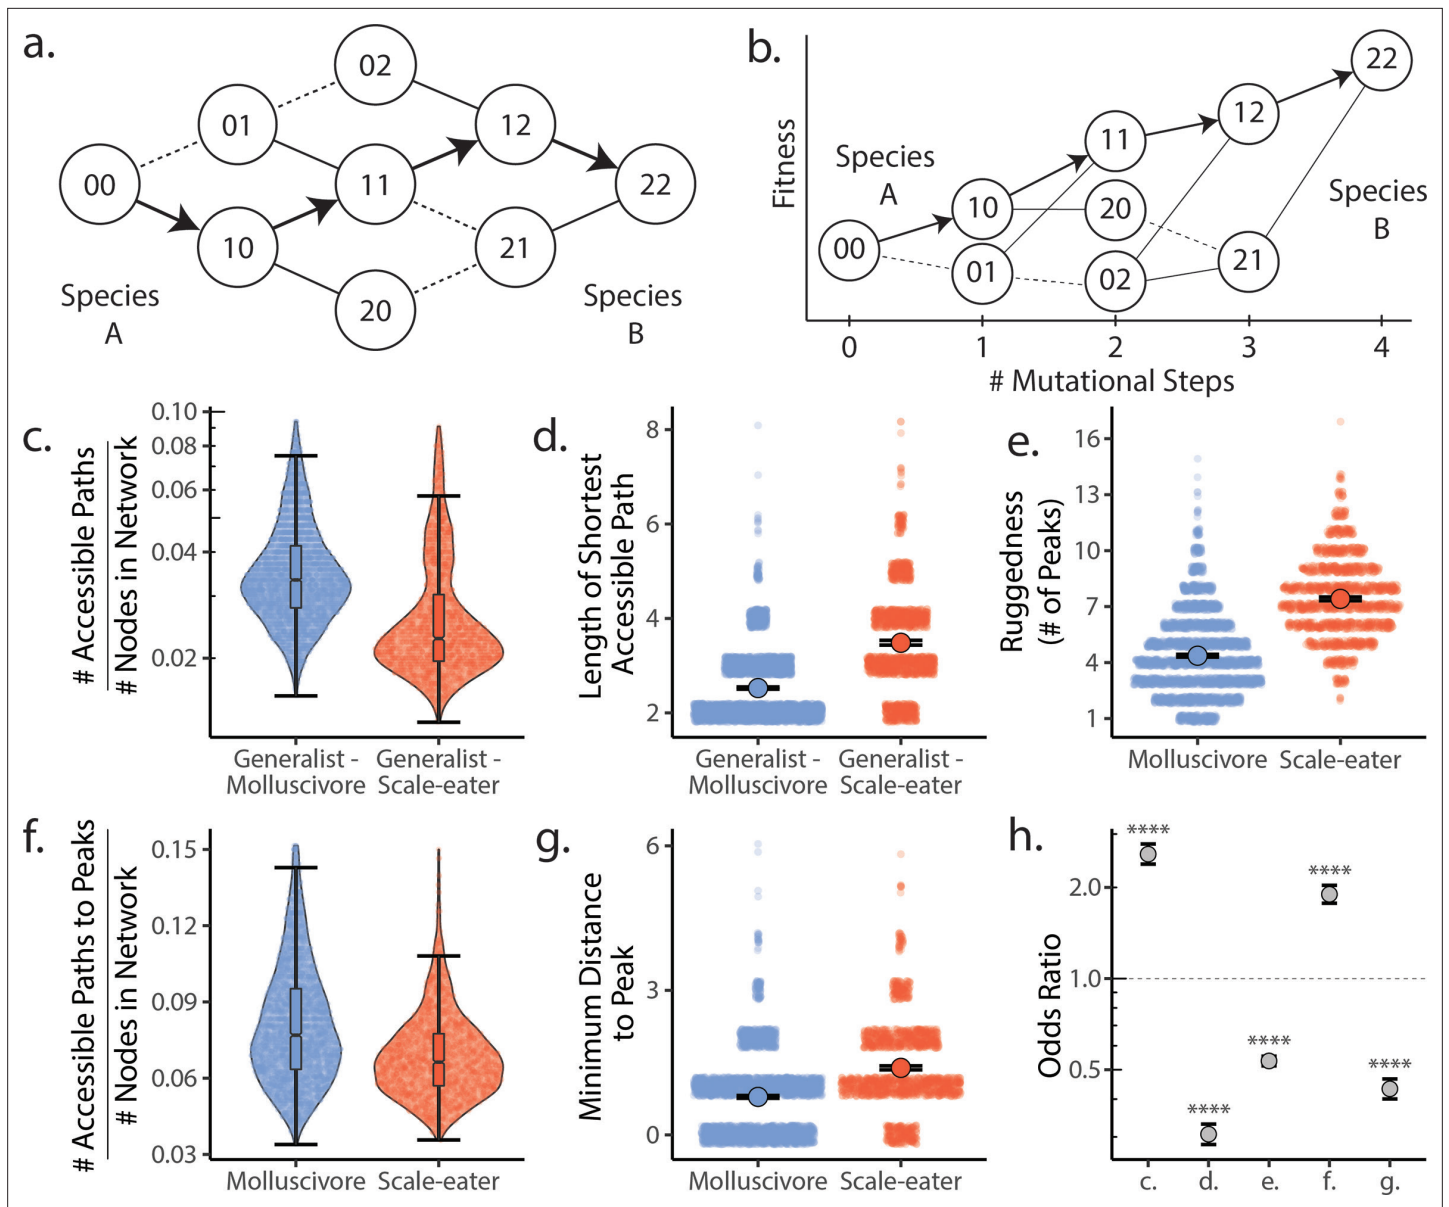 a.
02
01
12
00
11
22
10
21
20
Species
A
Species
B
b.
Fitness
22
12
11
10
20
00
01
02
21
Species
A
Species
B
0
1
2
3
4
# Mutational Steps
c.
# Accessible Paths
# Nodes in Network
0.10
0.08
0.06
0.04
0.02
Generalist -
Molluscivore
Generalist -
Scale-eater
d.
Length of Shortest
Accessible Path
8
6
4
2
Generalist -
Molluscivore
Generalist -
Scale-eater
e.
Ruggedness
(# of Peaks)
16
13
10
7
4
1
Molluscivore
Scale-eater
f.
# Accessible Paths to Peaks
# Nodes in Network
0.15
0.12
0.09
0.06
0.03
Molluscivore
Scale-eater
g.
Minimum Distance
to Peak
6
3
0
Molluscivore
Scale-eater
h.
Odds Ratio
2.0
1.0
0.5
****
****
****
****
****
c.
d.
e.
f.
g.